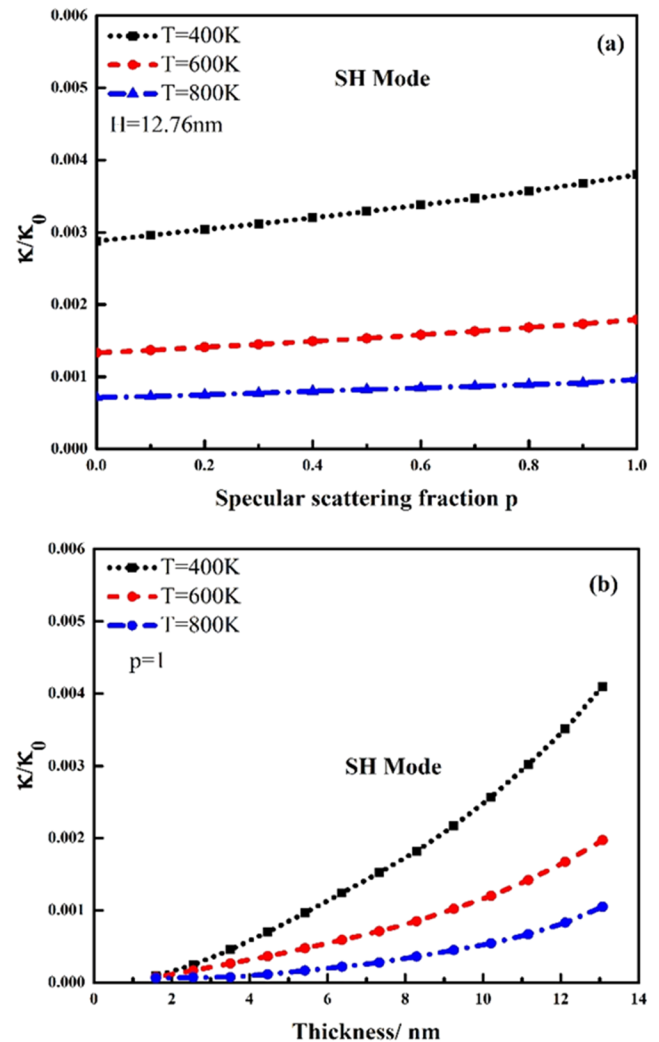 0.006
T=400K
(a)
T=600K
0.005
SH Mode
T=800K
H=12.76nm
0.004
κ/κ0
0.003
0.002
0.001
0.000
0.0 0.2 0.4 0.6 0.8 1.0
Specular scattering fraction p
0.006
T=400K
(b)
T=600K
0.005
T=800K
p=1
0.004
κ/κ0
0.003
SH Mode
0.002
0.001
0.000
0 2 4 6 8 10 12 14
Thickness/ nm